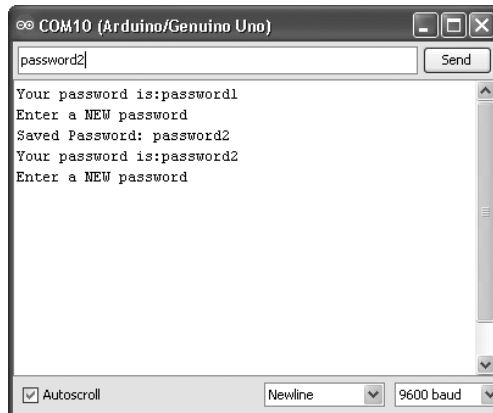 COM10 (Arduino/Genuino Uno)
password2
Send
Your password is:password1
Enter a NEW password
Saved Password: password2
Your password is:password2
Enter a NEW password
Autoscroll
Newline
9600 baud